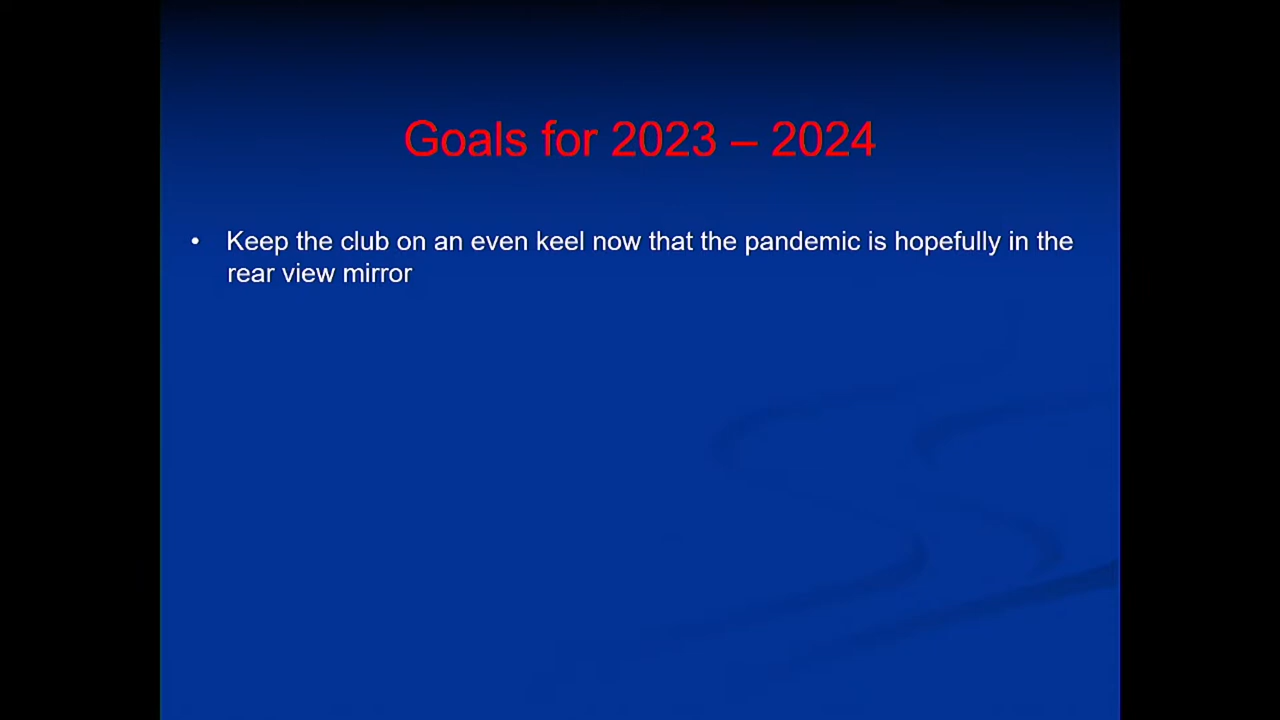 Goals for 2023 – 2024
• Keep the club on an even keel now that the pandemic is hopefully in the
rear view mirror